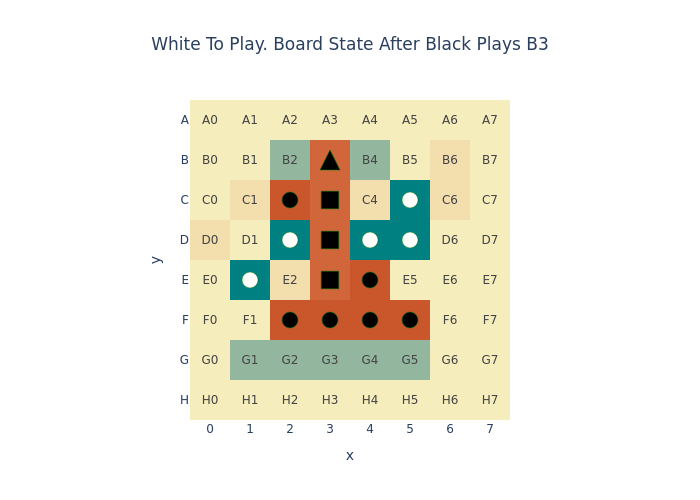 White To Play. Board State After Black Plays B3
A A0 A1 A2 A3 A4 A5 A6 A7
B B0 B1 B2 B4 B5 B6 B7
C C0 C1 C4 C6 C7
D D0 D1 D6 D7
E E0 E2 E5 E6 E7
F F0 F1 F6 F7
G G0 G1 G2 G3 G4 G5 G6 G7
H H0 H1 H2 H3 H4 H5 H6 H7
0 1 2 3 4 5 6 7
x
y